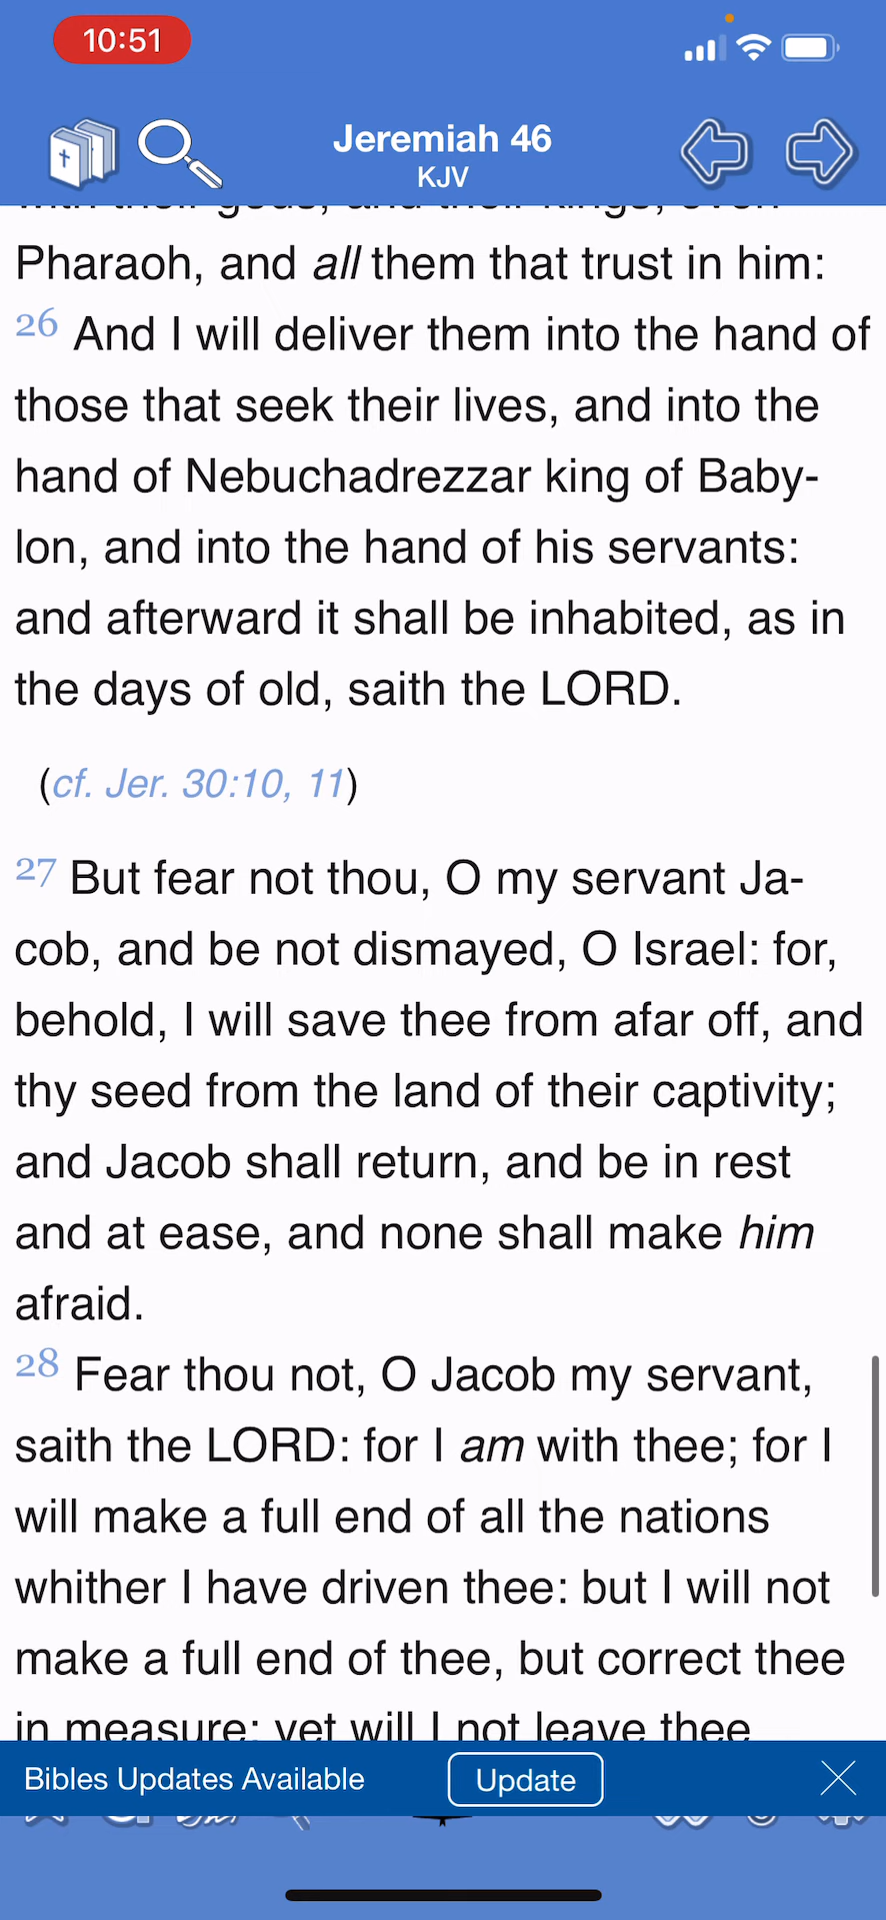 10:51
Jeremiah 46
KJV
with their gods, and their kings; even
Pharaoh, and all them that trust in him:
26 And I will deliver them into the hand of
those that seek their lives, and into the
hand of Nebuchadrezzar king of Baby-
lon, and into the hand of his servants:
and afterward it shall be inhabited, as in
the days of old, saith the LORD.
(cf. Jer. 30:10, 11)
27 But fear not thou, O my servant Ja-
cob, and be not dismayed, O Israel: for,
behold, I will save thee from afar off, and
thy seed from the land of their captivity;
and Jacob shall return, and be in rest
and at ease, and none shall make him
afraid.
28 Fear thou not, O Jacob my servant,
saith the LORD: for I am with thee; for I
will make a full end of all the nations
whither I have driven thee: but I will not
make a full end of thee, but correct thee
in measure; yet will I not leave thee
Bibles Updates Available
Update